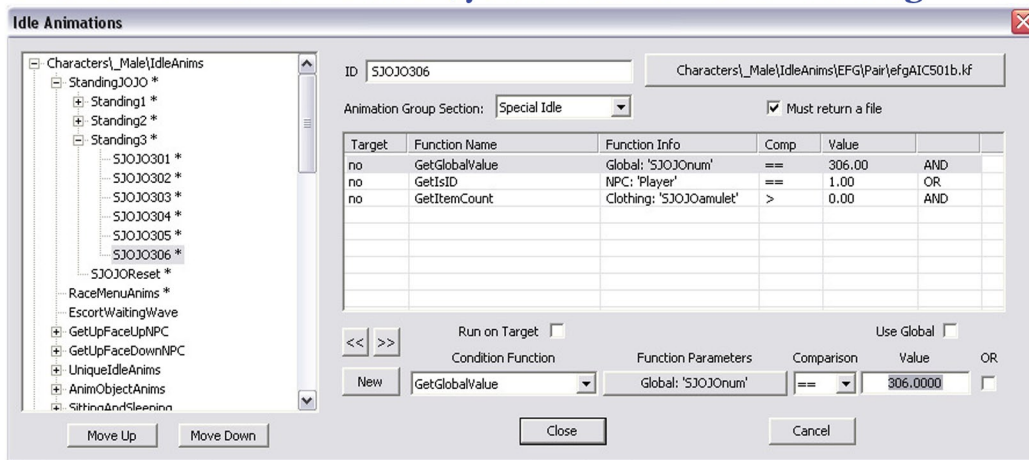 Idle Animations
Characters\_Male\IdleAnims
StandingJOJO *
Standing1 *
Standing2 *
Standing3 *
SJOJO301 *
SJOJO302 *
SJOJO303 *
SJOJO304 *
SJOJO305 *
SJOJO306 *
SJOJOReset *
RaceMenuAnims *
EscortWaitingWave
GetUpFaceUpNPC
GetUpFaceDownNPC
UniqueIdleAnims
AnimObjectAnims
SittingAndSleeping
Move Up Move Down
ID SJOJO306 Characters\_Male\IdleAnims\EFG\Pair\efgAIC501b.kf
Animation Group Section: Special Idle Must return a file
Target Function Name Function Info Comp Value
no GetGlobalValue Global: 'SJOJOnum' == 306.00 AND
no GetIsID NPC: 'Player' == 1.00 OR
no GetItemCount Clothing: 'SJOJOamulet' > 0.00 AND
<< >> Run on Target Use Global
Condition Function Function Parameters Comparison Value OR
New GetGlobalValue Global: 'SJOJOnum' == 306.0000
Close Cancel